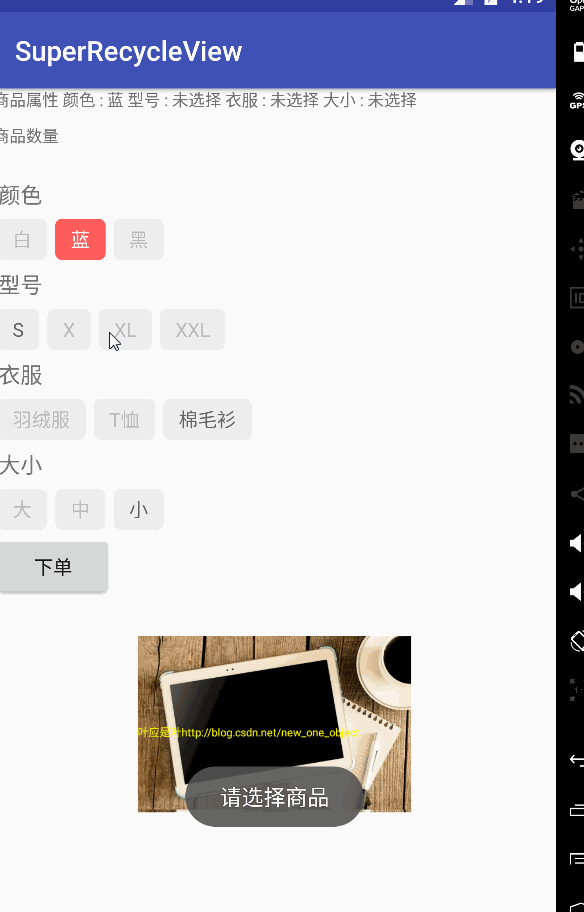 SuperRecycleView
商品属性 颜色 : 蓝 型号 : 未选择 衣服 : 未选择 大小 : 未选择
商品数量
颜色
白 蓝 黑
型号
S X XL XXL
衣服
羽绒服 T恤 棉毛衫
大小
大 中 小
下单
叶应是叶http://blog.csdn.net/new_one_object
请选择商品